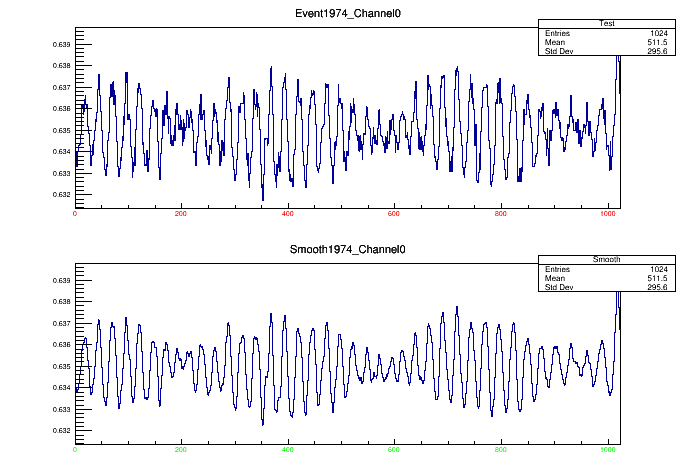 Event1974_Channel0
Test
Entries 1024
Mean 511.5
Std Dev 295.6
0.639
0.638
0.637
0.636
0.635
0.634
0.633
0.632
0 200 400 600 800 1000
Smooth1974_Channel0
Smooth
Entries 1024
Mean 511.5
Std Dev 295.6
0.639
0.638
0.637
0.636
0.635
0.634
0.633
0.632
0 200 400 600 800 1000